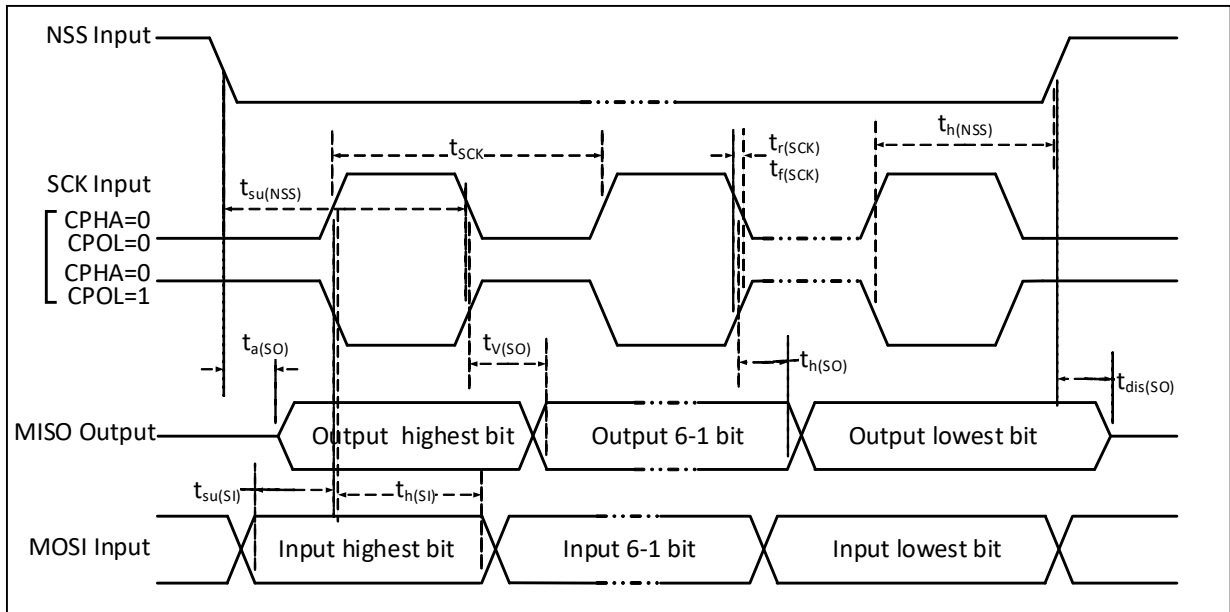 NSS Input
t_SCK
t_h(NSS)
t_r(SCK)
t_f(SCK)
SCK Input
t_su(NSS)
CPHA=0
CPOL=0
CPHA=0
CPOL=1
t_a(SO)
t_V(SO)
t_h(SO)
t_dis(SO)
MISO Output
Output highest bit
Output 6-1 bit
Output lowest bit
t_su(SI)
t_h(SI)
MOSI Input
Input highest bit
Input 6-1 bit
Input lowest bit